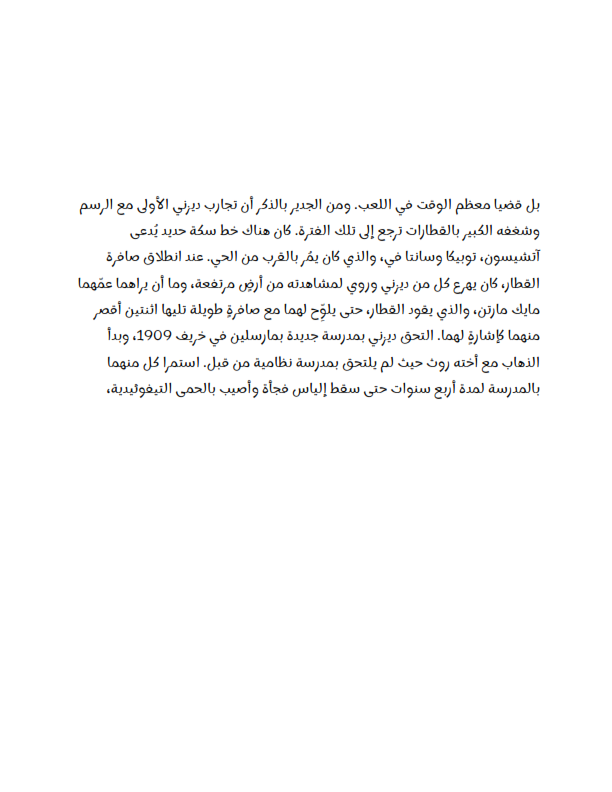 بل قضيا معظم الوقت في اللعب. ومن الجدير بالذكر أن تجارب ديزني الأولى مع الرسم
وشغفه الكبير بالقطارات ترجع إلى تلك الفترة. كان هناك خط سكة حديد يُدعى
آتشيسون، توبيكا وسانتا في، والذي كان يمُر بالقرب من الحي. عند انطلاق صافرة
القطار، كان يهرع كل من ديزني وروي لمشاهدته من أرضٍ مرتفعة، وما أن يراهما عمّهما
مايك مارتن، والذي يقود القطار، حتى يلوِّح لهما مع صافرةٍ طويلة تليها اثنتين أقصر
منهما كإشارةٍ لهما. التحق ديزني بمدرسة جديدة بمارسلين في خريف 1909، وبدأ
الذهاب مع أخته روث حيث لم يلتحق بمدرسة نظامية من قبل. استمرا كل منهما
بالمدرسة لمدة أربع سنوات حتى سقط إلياس فجأة وأصيب بالحمى التيفوئيدية،